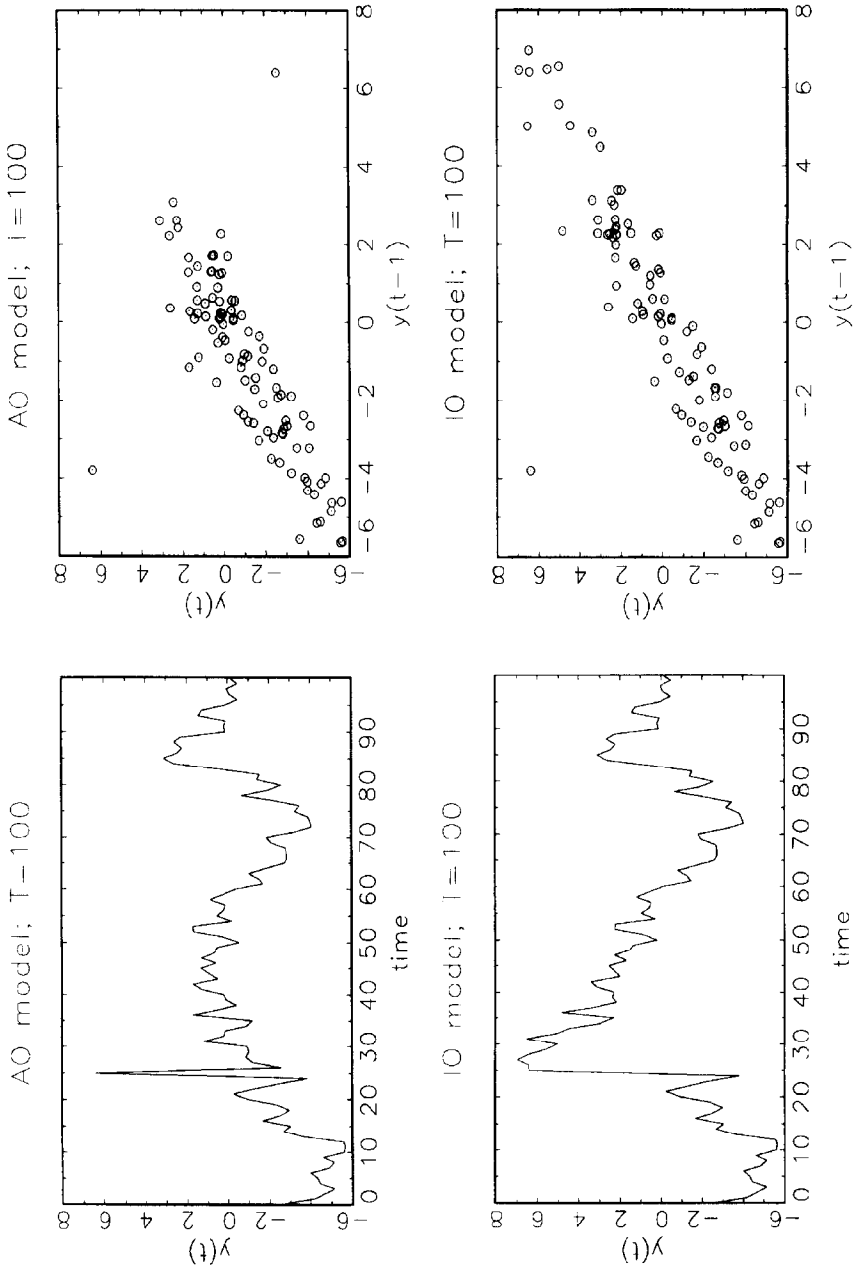 AO model; T—100
y(t)
8 6 4 2 0 −2 −6
0 10 20 30 40 50 60 70 80 90
time
AO model; i=100
y(t)
8 6 4 2 0 −2 −6
−6 −4 −2 0 2 4 6 8
y(t−1)
IO model; I=100
y(t)
8 6 4 2 0 −2 −6
0 10 20 30 40 50 60 70 80 90
time
IO model; T=100
y(t)
8 6 4 2 0 −2 −6
−6 −4 −2 0 2 4 6 8
y(t−1)